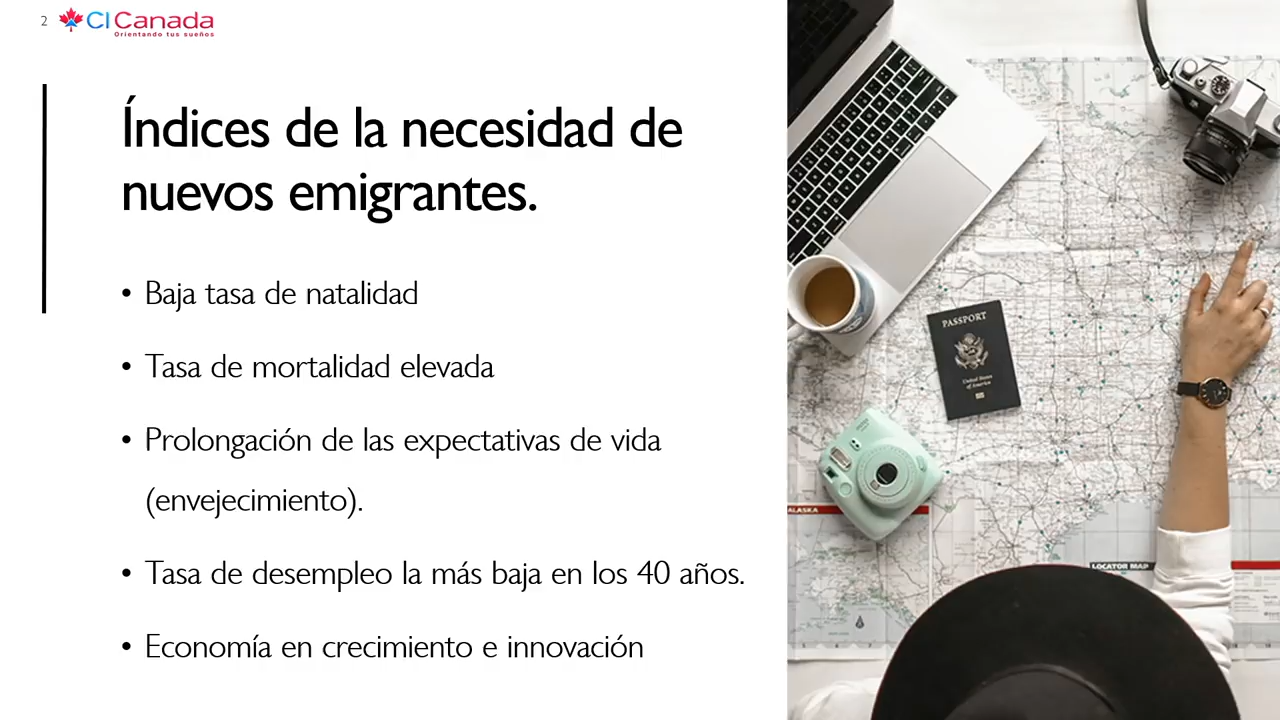 2
CI Canada
Orientando tus sueños
Índices de la necesidad de
nuevos emigrantes.
• Baja tasa de natalidad
• Tasa de mortalidad elevada
• Prolongación de las expectativas de vida
(envejecimiento).
• Tasa de desempleo la más baja en los 40 años.
• Economía en crecimiento e innovación
PASSPORT
United States
of America
ALASKA
LOCATOR MAP